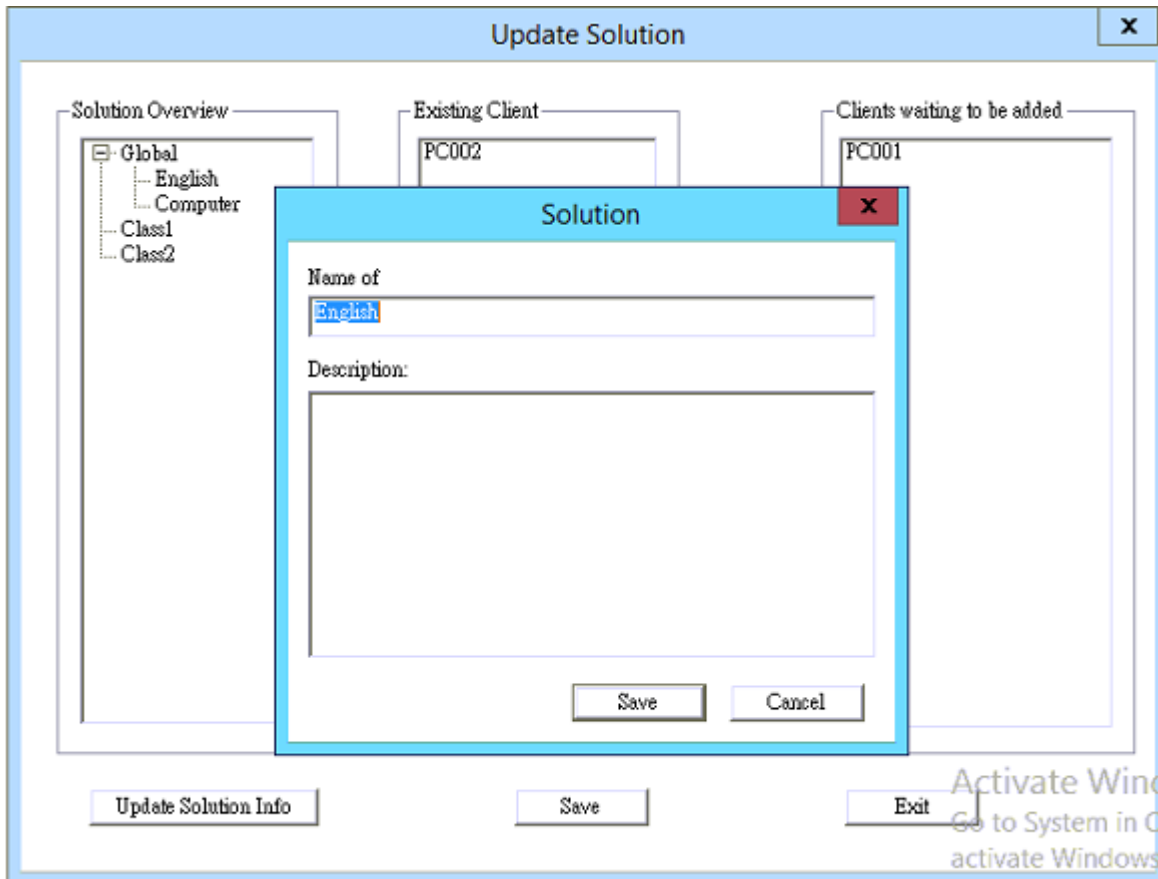 Update Solution
x
Solution Overview
Existing Client
Clients waiting to be added
Global
English
Computer
Class1
Class2
PC002
PC001
Solution
x
Name of
English
Description:
Save
Cancel
Update Solution Info
Save
Exit
Activate Wind
Go to System in C
activate Windows